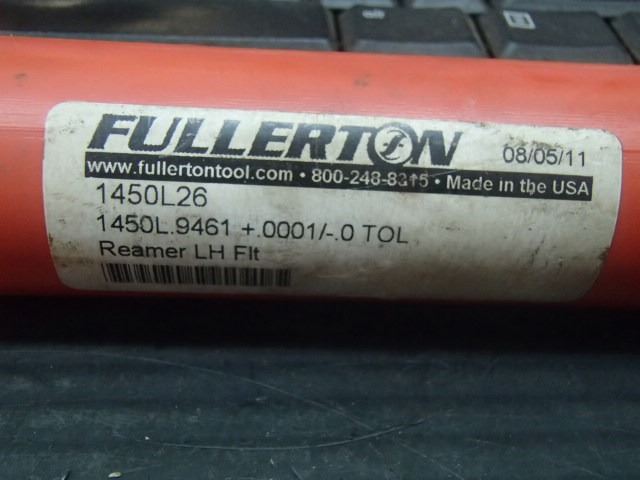 FULLERTON 08/05/11
www.fullertontool.com • 800-248-8315 • Made in the USA
1450L26
1450L.9461 +.0001/-.0 TOL
Reamer LH Flt